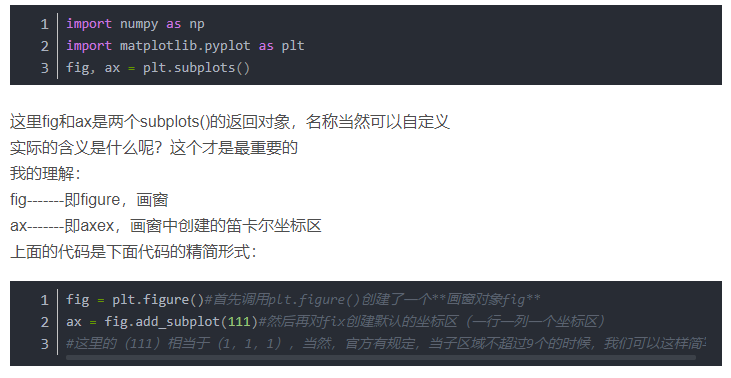 1 import numpy as np
2 import matplotlib.pyplot as plt
3 fig, ax = plt.subplots()
这里fig和ax是两个subplots()的返回对象，名称当然可以自定义
实际的含义是什么呢？这个才是最重要的
我的理解：
fig-------即figure，画窗
ax-------即axex，画窗中创建的笛卡尔坐标区
上面的代码是下面代码的精简形式：
1 fig = plt.figure()#首先调用plt.figure()创建了一个**画窗对象fig**
2 ax = fig.add_subplot(111)#然后再对fix创建默认的坐标区（一行一列一个坐标区）
3 #这里的（111）相当于（1，1，1），当然，官方有规定，当子区域不超过9个的时候，我们可以这样简